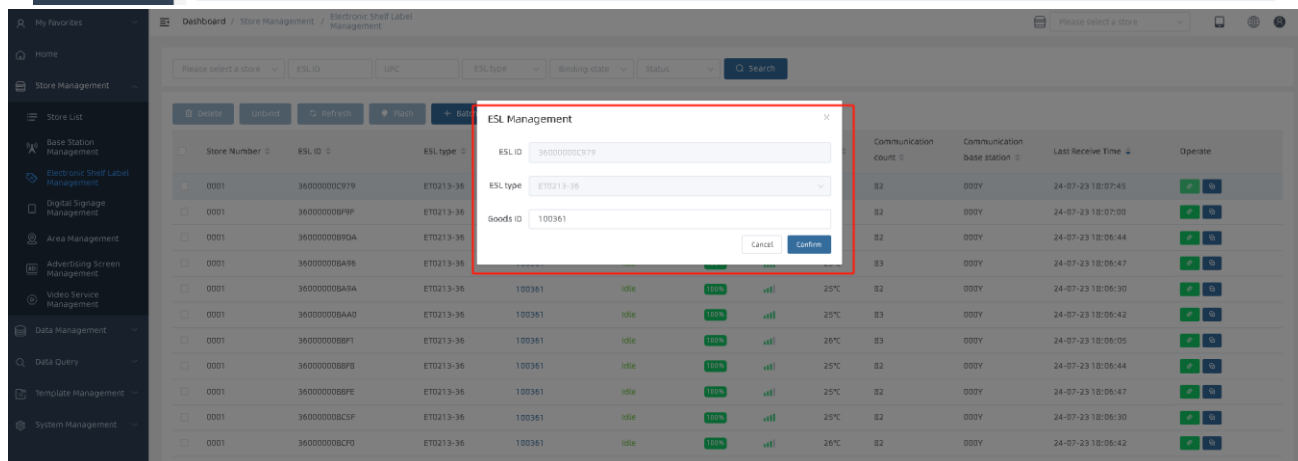 My Favorites
Home
Store Management
Store List
Base Station
Management
Electronic Shelf Label
Management
Digital Signage
Management
Area Management
Advertising Screen
Management
Video Service
Management
Data Management
Data Query
Template Management
System Management
Dashboard / Store Management / Electronic Shelf Label
Management
Please select a store
Please select a store ESL ID UPC ESL type Binding state Status Search
Delete Unbind Refresh Flash + Batc
ESL Management
ESL ID 36000000C979
ESL type ET0213-36
Goods ID 100361
Cancel Confirm
Store Number ESL ID ESL type Communication
count Communication
base station Last Receive Time Operate
0001 36000000C979 ET0213-36 82 000Y 24-07-23 18:07:45
0001 ET0213-36 82 000Y 24-07-23 18:07:00
0001 3600000089DA ET0213-36 82 000Y 24-07-23 18:06:44
0001 360000008A96 ET0213-36 83 000Y 24-07-23 18:06:47
0001 360000008A9A ET0213-36 100361 Idle 100% 25℃ 82 000Y 24-07-23 18:06:30
0001 360000008AA0 ET0213-36 100361 Idle 100% 25℃ 83 000Y 24-07-23 18:06:42
0001 360000008BF1 ET0213-36 100361 Idle 100% 26℃ 83 000Y 24-07-23 18:06:05
0001 360000008BFB ET0213-36 100361 Idle 100% 25℃ 82 000Y 24-07-23 18:06:44
0001 360000008BFE ET0213-36 100361 Idle 100% 25℃ 82 000Y 24-07-23 18:06:47
0001 360000008C5F ET0213-36 100361 Idle 100% 25℃ 82 000Y 24-07-23 18:06:30
0001 360000008CF0 ET0213-36 100361 Idle 100% 26℃ 82 000Y 24-07-23 18:06:42